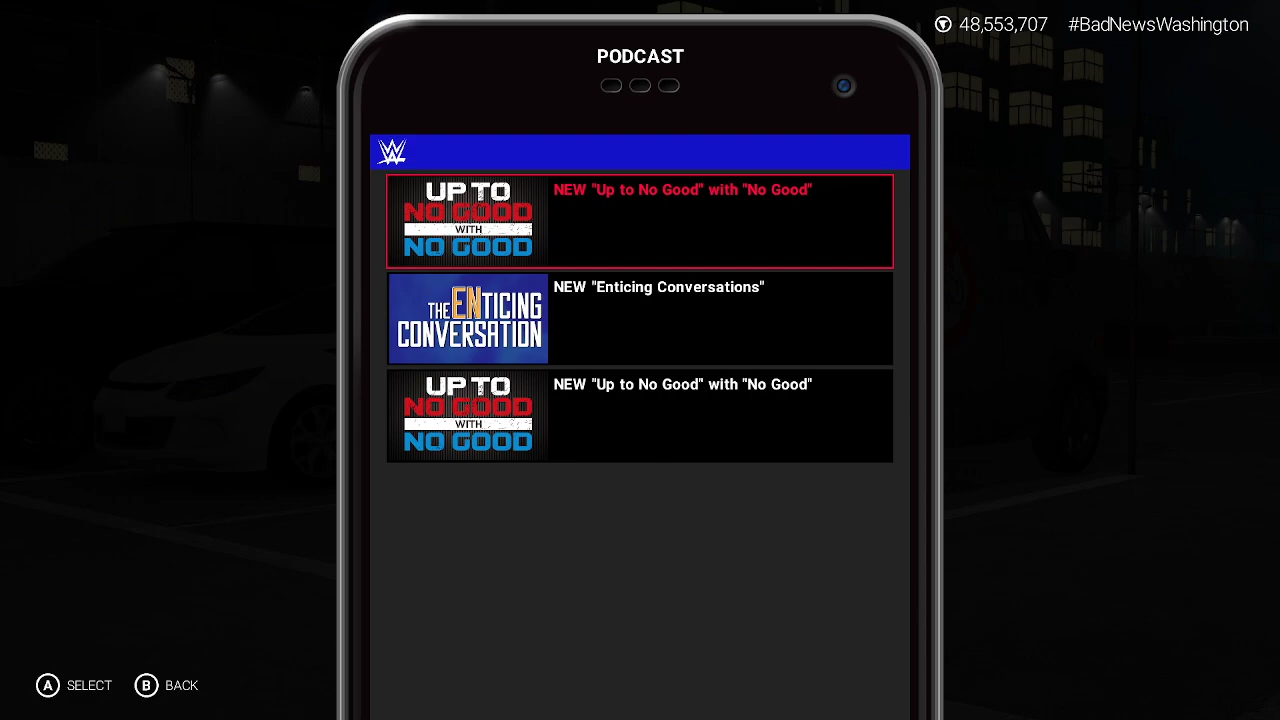 48,553,707 #BadNewsWashington
PODCAST
W
UP TO
NO GOOD
WITH
NO GOOD
NEW "Up to No Good" with "No Good"
THE ENTICING
CONVERSATION
NEW "Enticing Conversations"
UP TO
NO GOOD
WITH
NO GOOD
NEW "Up to No Good" with "No Good"
A SELECT B BACK